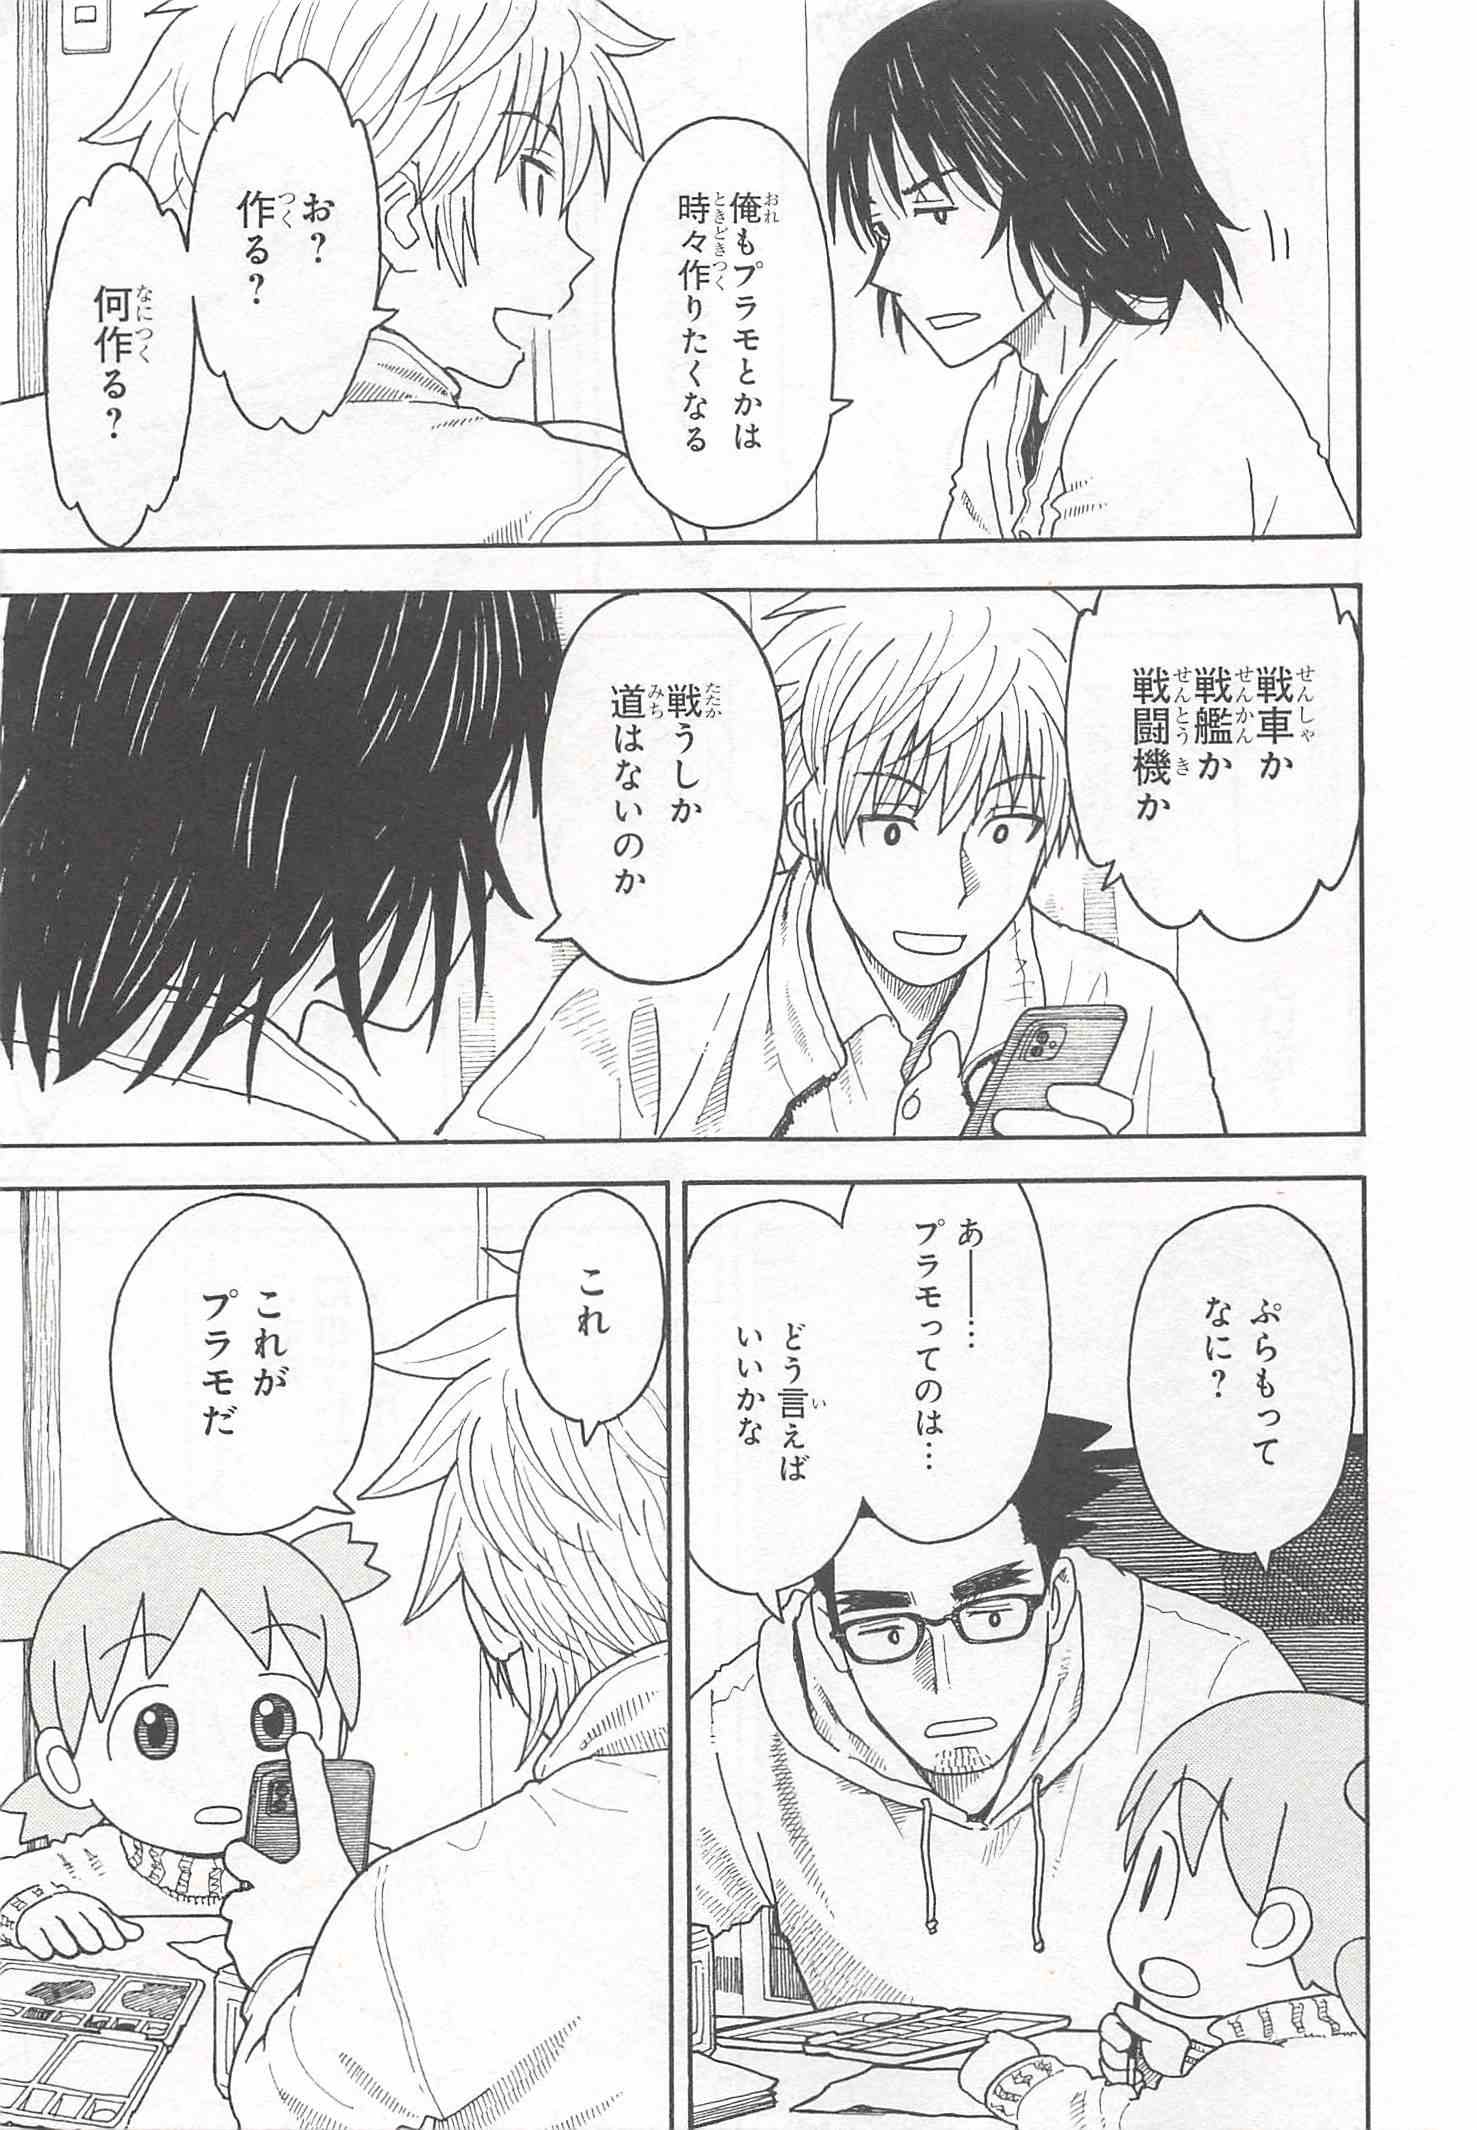 俺もプラモとかは
時々作りたくなる
お？
作る？
何作る？
戦車か
戦艦か
戦闘機か
戦うしか
道はないのか
ぷらもって
なに？
あ――…
プラモってのは…
どう言えば
いいかな
これ
これが
プラモだ